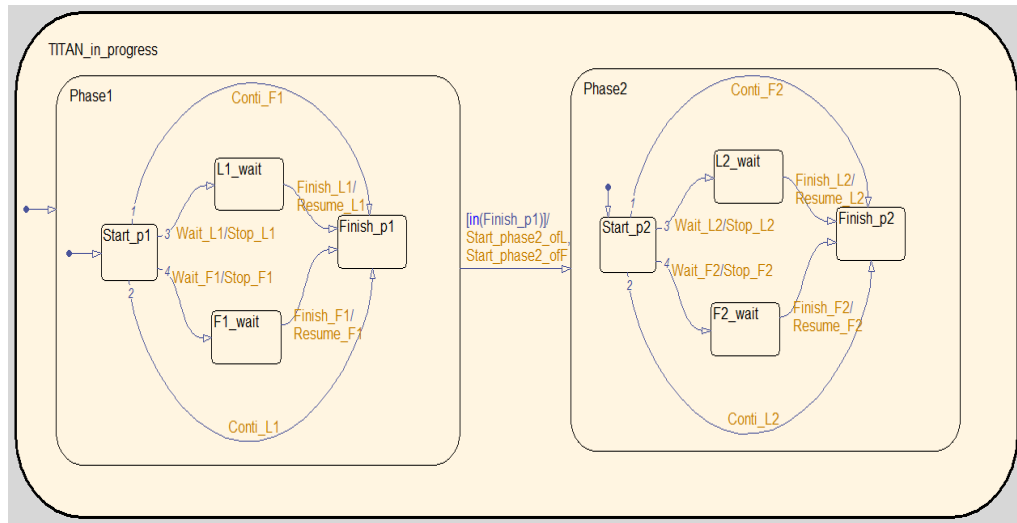 TITAN_in_progress
Phase1
Conti_F1
L1_wait
Finish_L1/
Resume_L1
1
Start_p1
3
Wait_L1/Stop_L1
Finish_p1
4
Wait_F1/Stop_F1
2
F1_wait
Finish_F1/
Resume_F1
Conti_L1
[in(Finish_p1)]/
Start_phase2_ofL,
Start_phase2_ofF
Phase2
Conti_F2
L2_wait
Finish_L2/
Resume_L2
1
Start_p2
3
Wait_L2/Stop_L2
Finish_p2
4
Wait_F2/Stop_F2
2
F2_wait
Finish_F2/
Resume_F2
Conti_L2